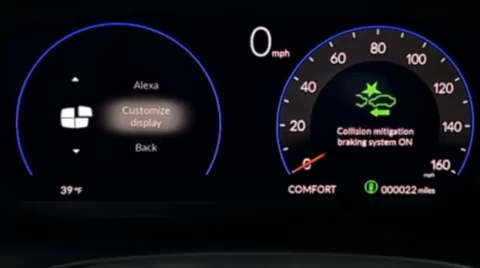 0 mph
Alexa
Customize
display
Back
39 °F
0
20
40
60
80
100
120
140
160
mph
Collision mitigation
braking system ON
COMFORT
000022 miles